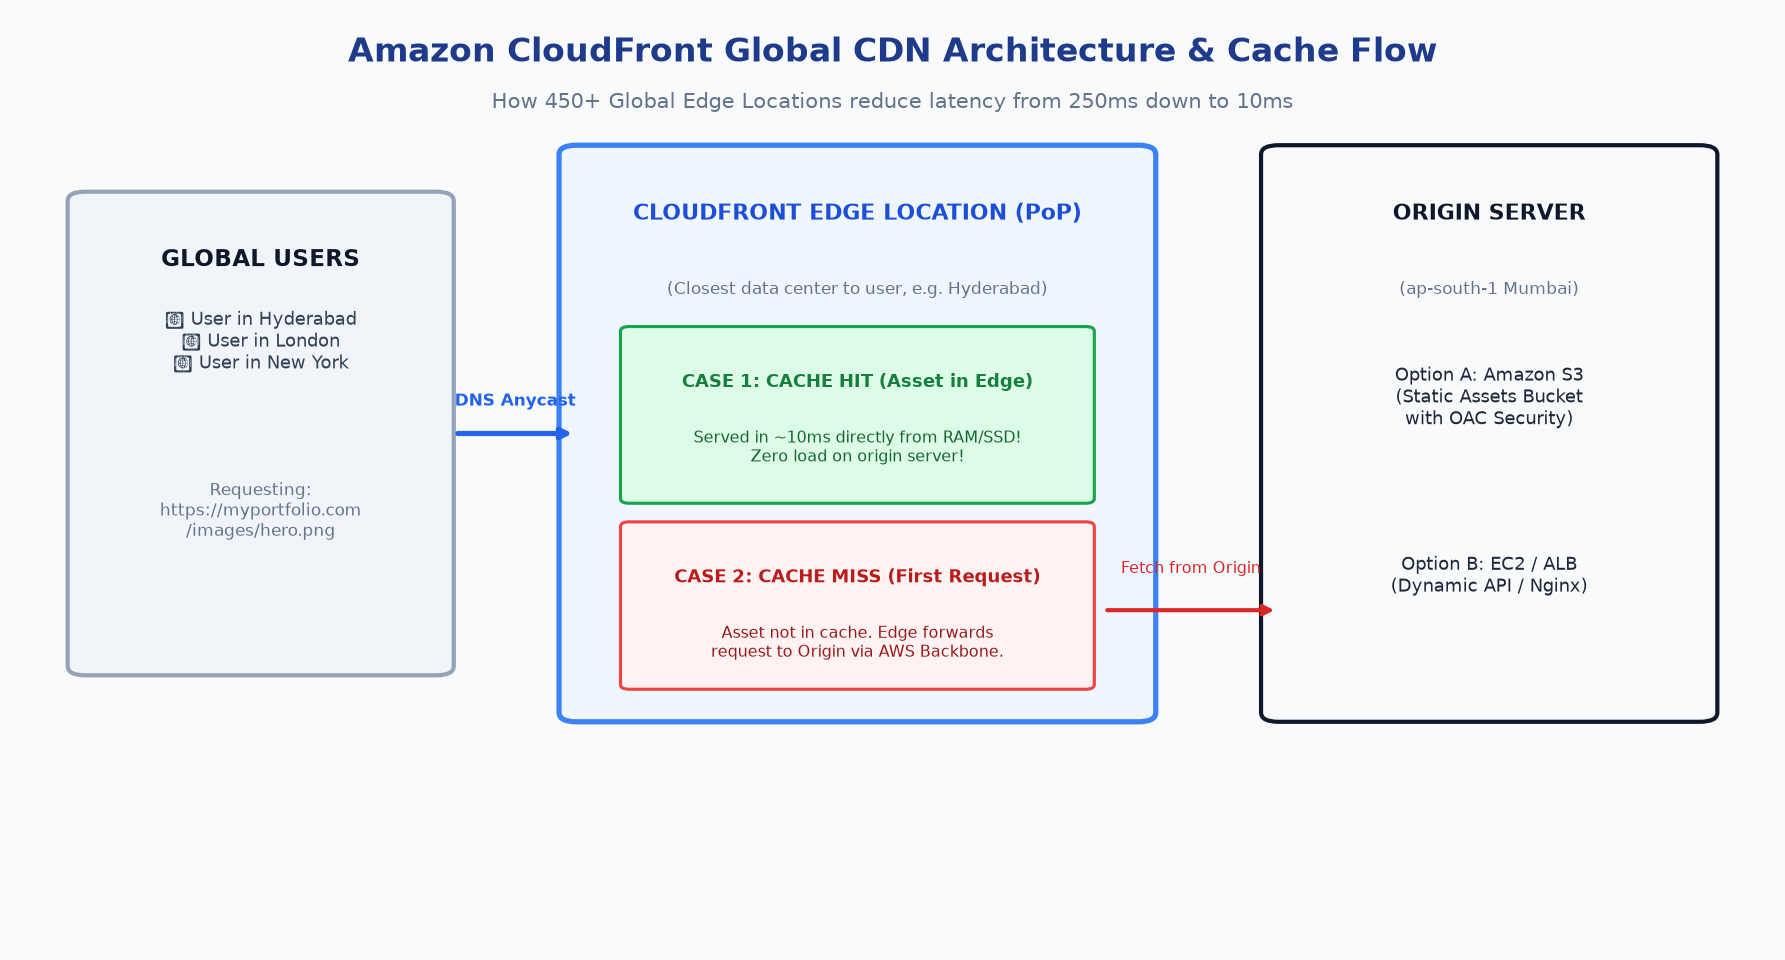 Amazon CloudFront Global CDN Architecture & Cache Flow
How 450+ Global Edge Locations reduce latency from 250ms down to 10ms
GLOBAL USERS
User in Hyderabad
User in London
User in New York
Requesting:
https://myportfolio.com
/images/hero.png
DNS Anycast
CLOUDFRONT EDGE LOCATION (PoP)
(Closest data center to user, e.g. Hyderabad)
CASE 1: CACHE HIT (Asset in Edge)
Served in ~10ms directly from RAM/SSD!
Zero load on origin server!
CASE 2: CACHE MISS (First Request)
Asset not in cache. Edge forwards
request to Origin via AWS Backbone.
Fetch from Origin
ORIGIN SERVER
(ap-south-1 Mumbai)
Option A: Amazon S3
(Static Assets Bucket
with OAC Security)
Option B: EC2 / ALB
(Dynamic API / Nginx)